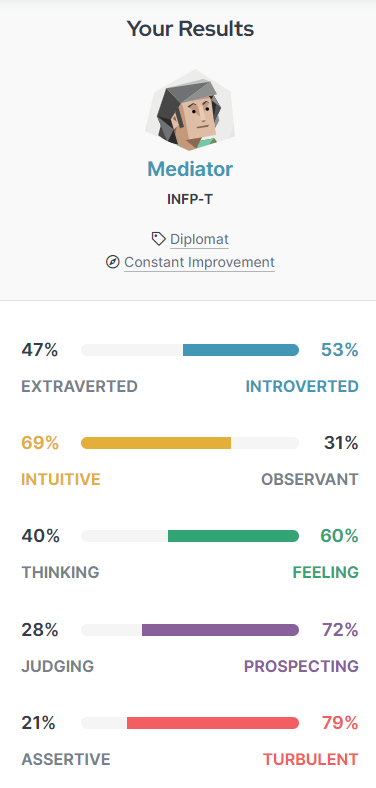 Your Results
Mediator
INFP-T
Diplomat
Constant Improvement
47% 53%
EXTRAVERTED INTROVERTED
69% 31%
INTUITIVE OBSERVANT
40% 60%
THINKING FEELING
28% 72%
JUDGING PROSPECTING
21% 79%
ASSERTIVE TURBULENT